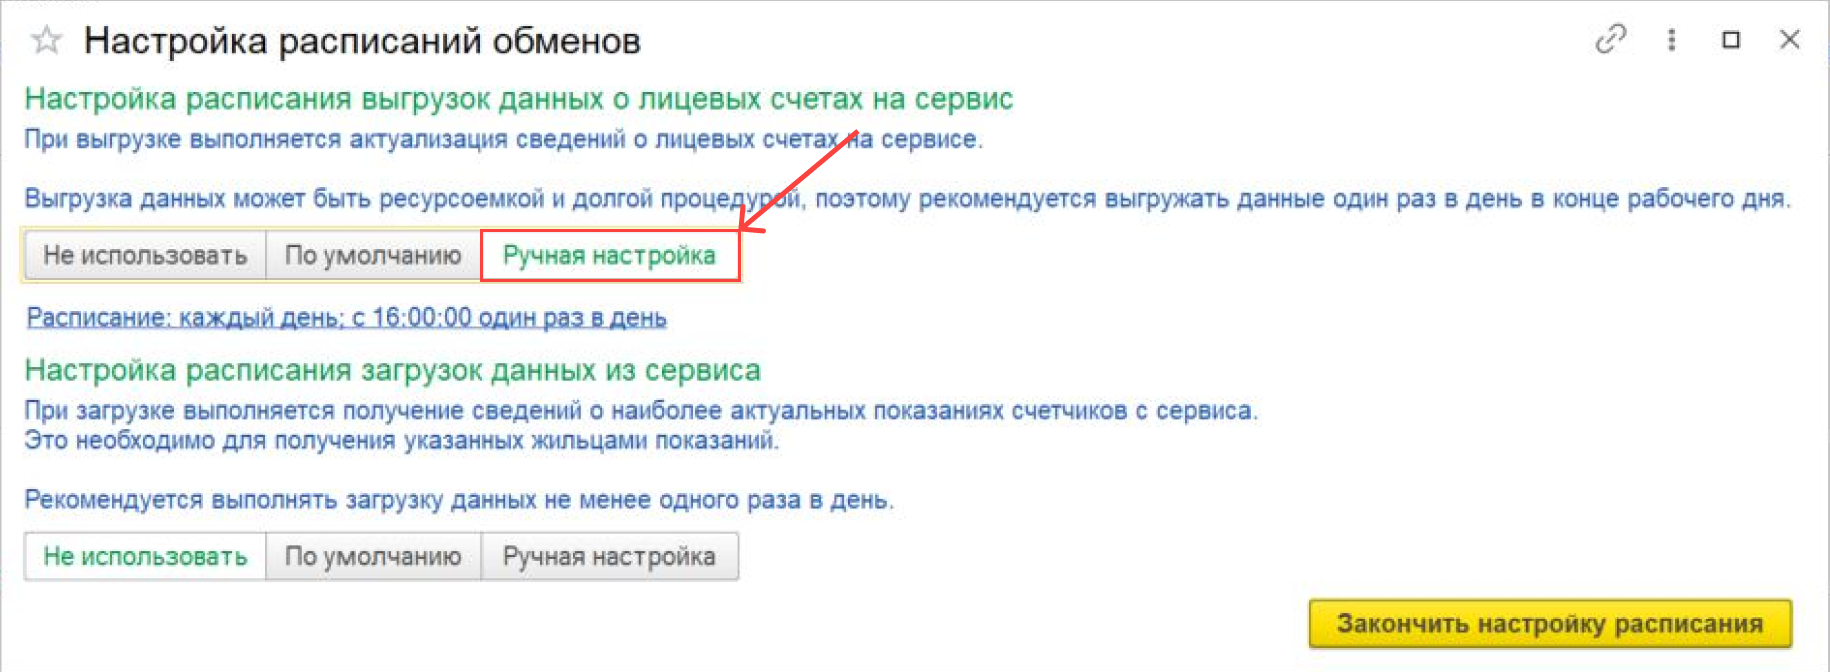 Настройка расписаний обменов
Настройка расписания выгрузок данных о лицевых счетах на сервис
При выгрузке выполняется актуализация сведений о лицевых счетах на сервисе.
Выгрузка данных может быть ресурсоемкой и долгой процедурой, поэтому рекомендуется выгружать данные один раз в день в конце рабочего дня.
Не использовать По умолчанию Ручная настройка
Расписание: каждый день; с 16:00:00 один раз в день
Настройка расписания загрузок данных из сервиса
При загрузке выполняется получение сведений о наиболее актуальных показаниях счетчиков с сервиса.
Это необходимо для получения указанных жильцами показаний.
Рекомендуется выполнять загрузку данных не менее одного раза в день.
Не использовать По умолчанию Ручная настройка
Закончить настройку расписания